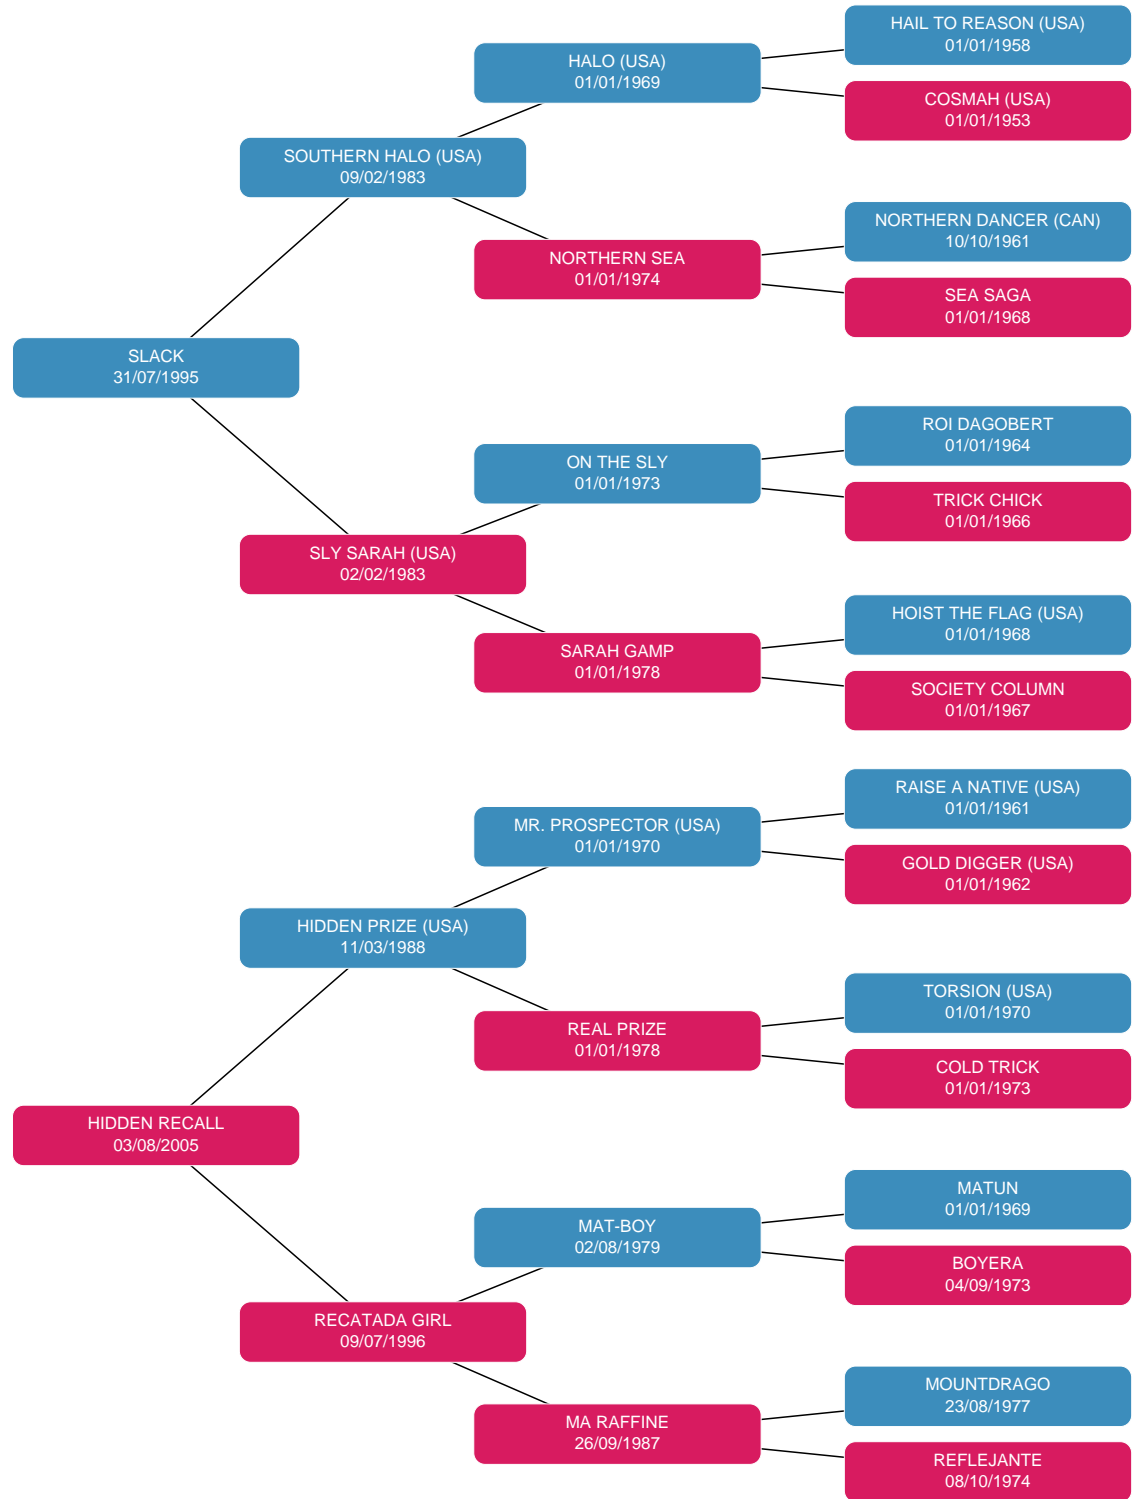 HAIL TO REASON (USA)
01/01/1958
HALO (USA)
01/01/1969
COSMAH (USA)
01/01/1953
SOUTHERN HALO (USA)
09/02/1983
NORTHERN DANCER (CAN)
10/10/1961
NORTHERN SEA
01/01/1974
SEA SAGA
01/01/1968
SLACK
31/07/1995
ROI DAGOBERT
01/01/1964
ON THE SLY
01/01/1973
TRICK CHICK
01/01/1966
SLY SARAH (USA)
02/02/1983
HOIST THE FLAG (USA)
01/01/1968
SARAH GAMP
01/01/1978
SOCIETY COLUMN
01/01/1967
RAISE A NATIVE (USA)
01/01/1961
MR. PROSPECTOR (USA)
01/01/1970
GOLD DIGGER (USA)
01/01/1962
HIDDEN PRIZE (USA)
11/03/1988
TORSION (USA)
01/01/1970
REAL PRIZE
01/01/1978
COLD TRICK
01/01/1973
HIDDEN RECALL
03/08/2005
MATUN
01/01/1969
MAT-BOY
02/08/1979
BOYERA
04/09/1973
RECATADA GIRL
09/07/1996
MOUNTDRAGO
23/08/1977
MA RAFFINE
26/09/1987
REFLEJANTE
08/10/1974